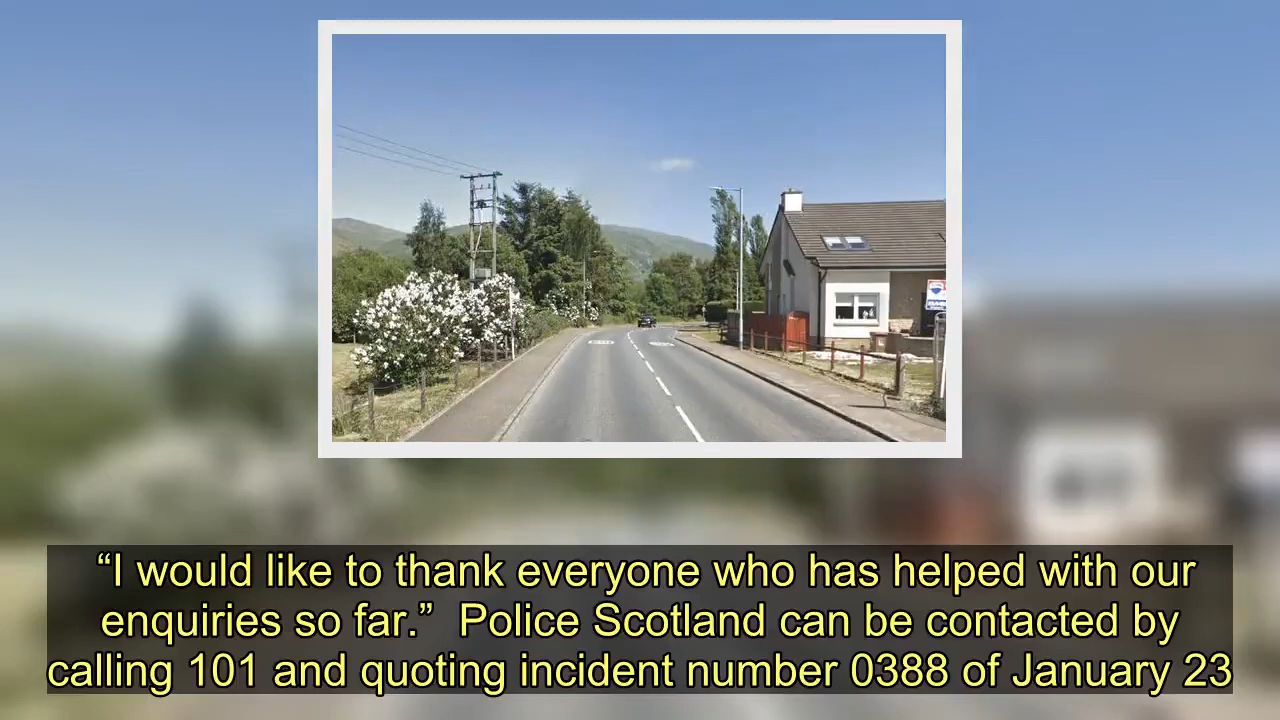 “I would like to thank everyone who has helped with our
enquiries so far.”  Police Scotland can be contacted by
calling 101 and quoting incident number 0388 of January 23